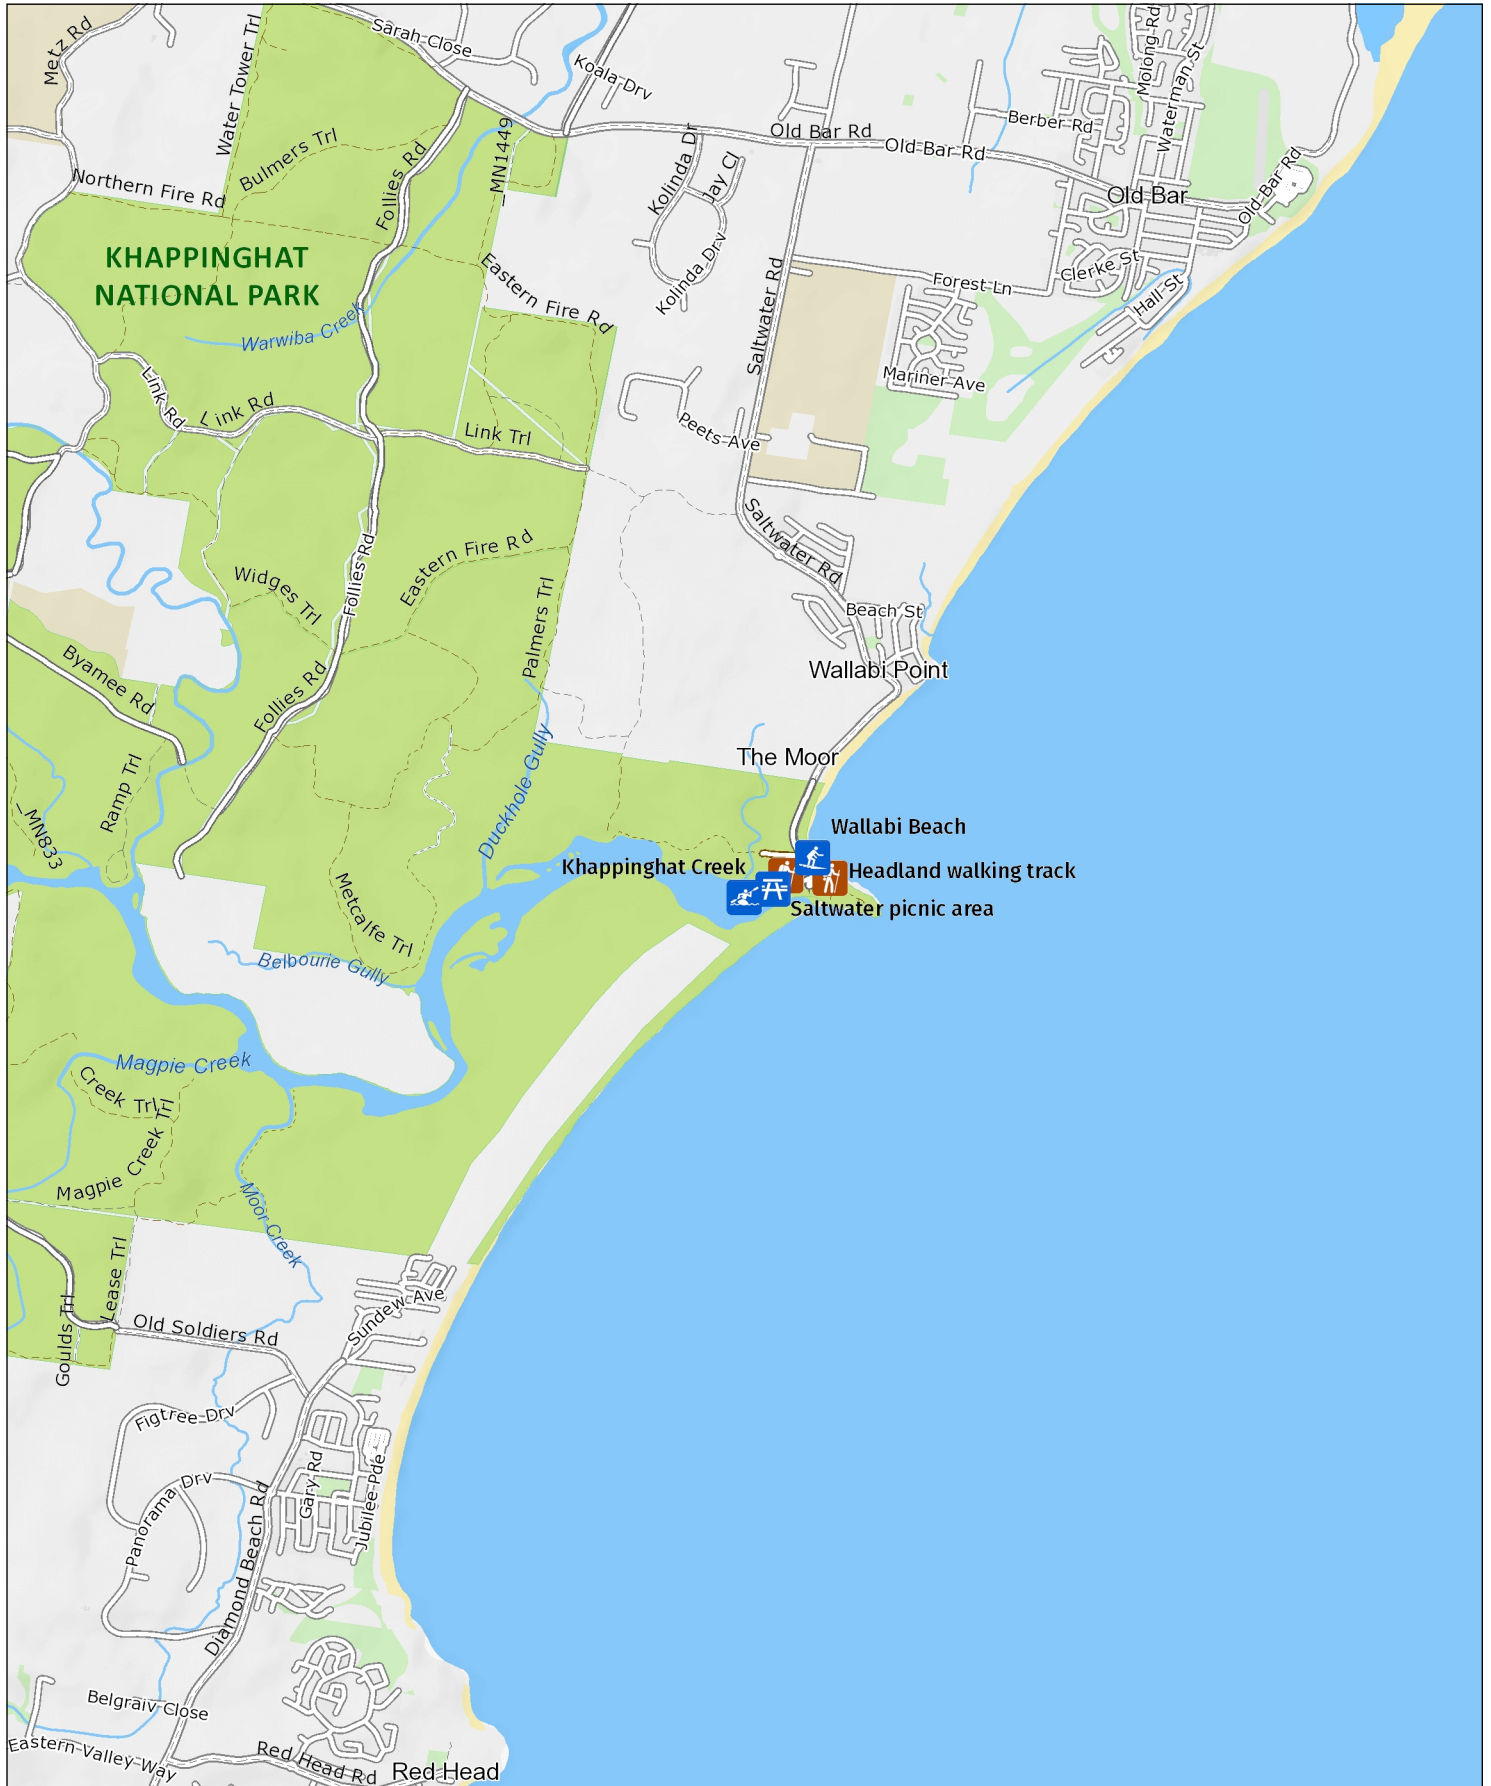 Metz Rd
Water Tower Trl
Sarah Close
Koala Drv
Molong Rd
Waterman St
Berber Rd
Old Bar Rd
Old Bar Rd
Old Bar Rd
Old Bar
Bulmers Trl
Northern Fire Rd
Follies Rd
_MN1449
Kolinda Dr
Jay Cl
Kolinda Drv
KHAPPINGHAT
NATIONAL PARK
Eastern Fire Rd
Warwiba Creek
Saltwater Rd
Forest Ln
Clerke St
Hall St
Mariner Ave
Link Rd
Link Rd
Link Trl
Peets Ave
Saltwater Rd
Eastern Fire Rd
Follies Rd
Widges Trl
Palmers Trl
Beach St
Byamee Rd
Follies Rd
Wallabi Point
The Moor
Duckhole Gully
Ramp Trl
_MN833
Wallabi Beach
Khappinghat Creek
Headland walking track
Saltwater picnic area
Metcalfe Trl
Belbourie Gully
Magpie Creek
Creek Trl
Magpie Creek Trl
Moor Creek
Lease Trl
Goulds Trl
Old Soldiers Rd
Sundew Ave
Figtree Drv
Panorama Drv
Gary Rd
Jubilee Pde
Diamond Beach Rd
Belgraiv Close
Eastern Valley Way
Red Head Rd
Red Head